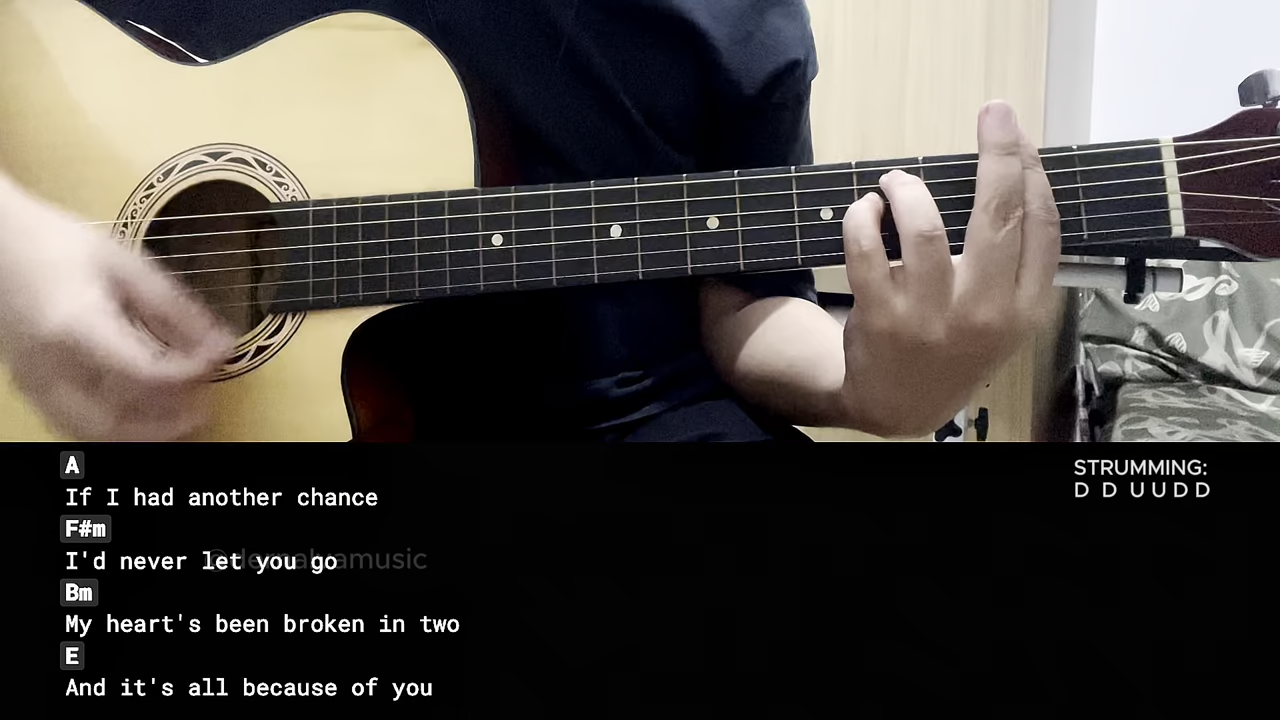 A
If I had another chance
F#m
I'd never let you go
Bm
My heart's been broken in two
E
And it's all because of you
STRUMMING:
D D U U D D